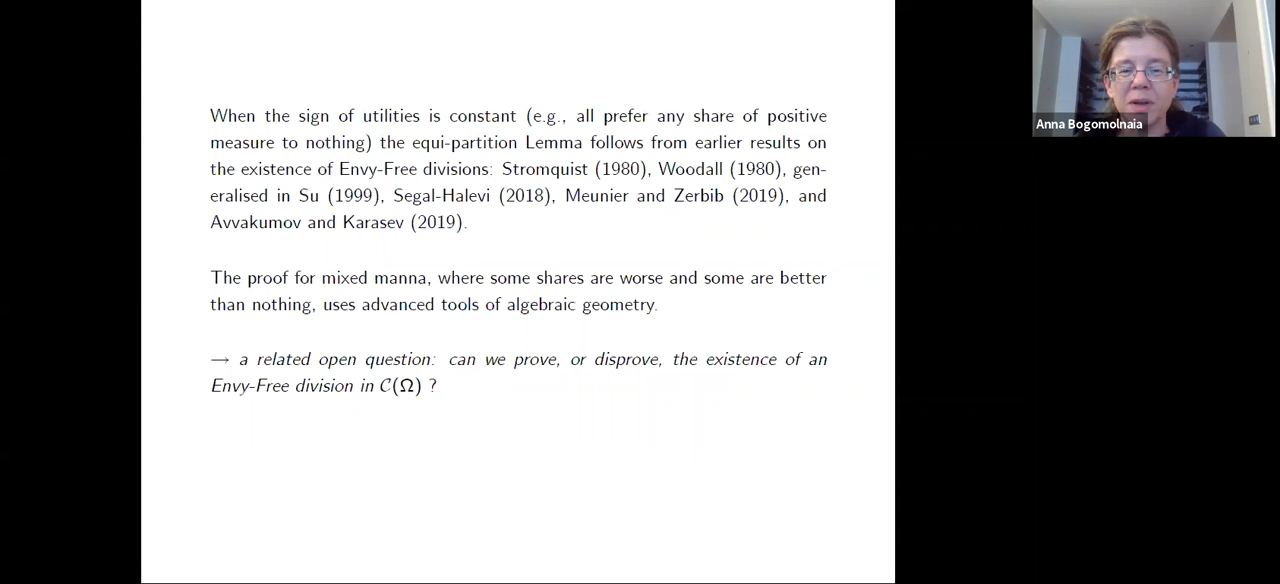 When the sign of utilities is constant (e.g., all prefer any share of positive
measure to nothing) the equi-partition Lemma follows from earlier results on
the existence of Envy-Free divisions: Stromquist (1980), Woodall (1980), gen-
eralised in Su (1999), Segal-Halevi (2018), Meunier and Zerbib (2019), and
Avvakumov and Karasev (2019).
The proof for mixed manna, where some shares are worse and some are better
than nothing, uses advanced tools of algebraic geometry.
→ a related open question: can we prove, or disprove, the existence of an
Envy-Free division in C(Ω) ?
Anna Bogomolnaia